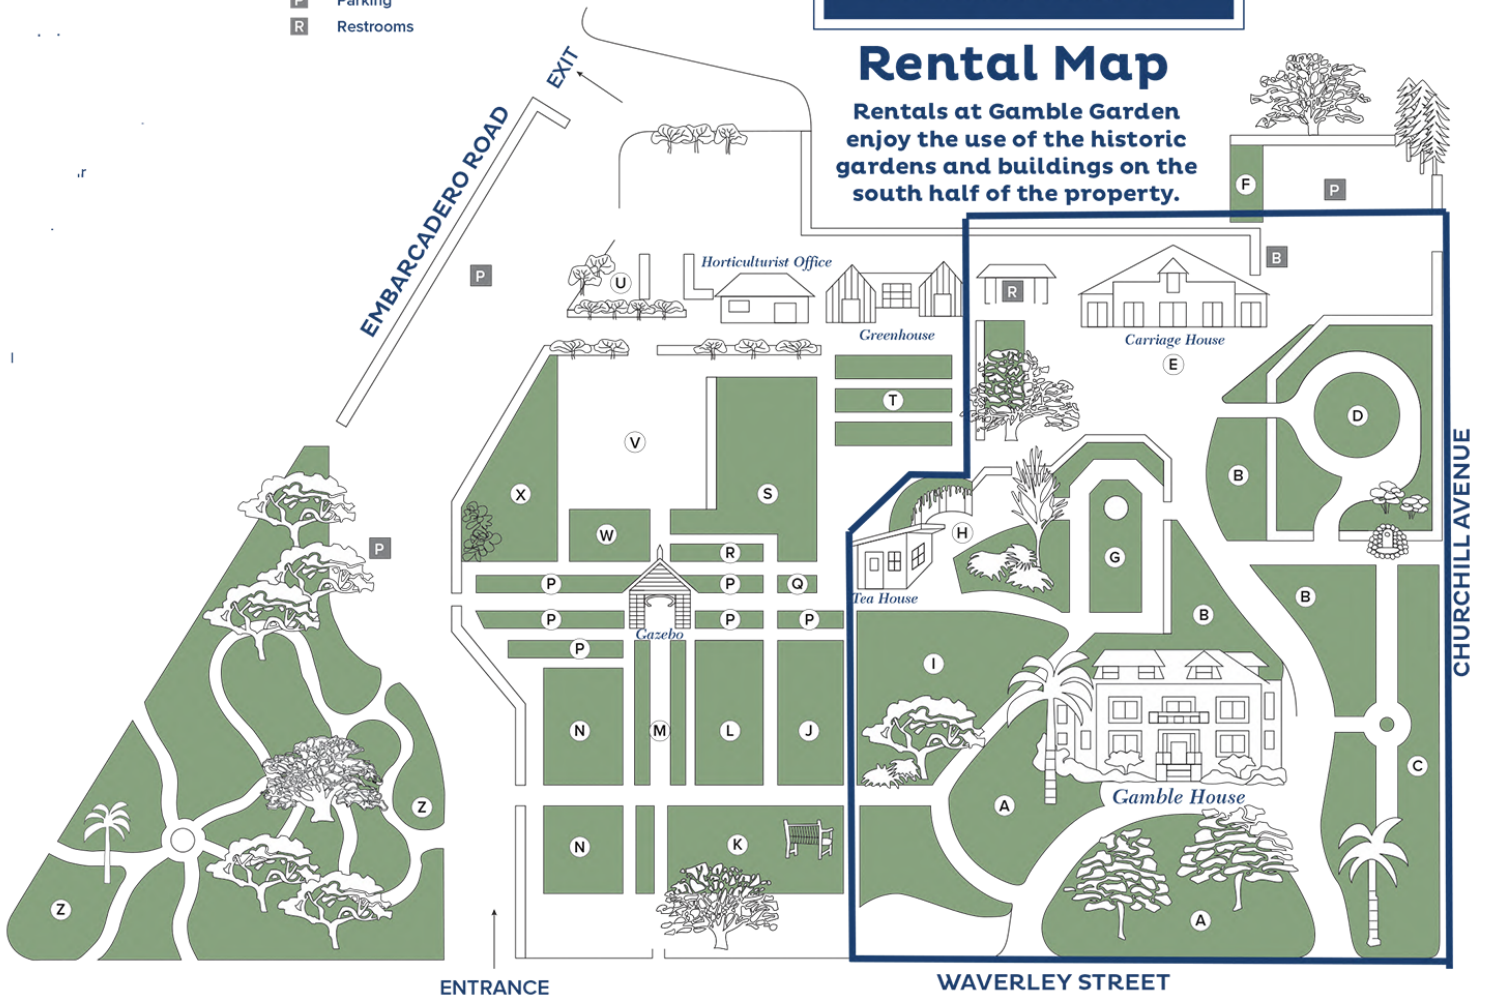 P Parking
R Restrooms
EXIT
EMBARCADERO ROAD
Rental Map
Rentals at Gamble Garden
enjoy the use of the historic
gardens and buildings on the
south half of the property.
F
P
P
U
Horticulturist Office
Greenhouse
R
B
Carriage House
E
T
D
V
X
S
B
W
H
G
CHURCHILL AVENUE
P
R
P
P
Q
Tea House
P
P
P
B
B
Gazebo
P
I
N
M
L
J
C
Z
A
Gamble House
N
K
Z
A
ENTRANCE
WAVERLEY STREET